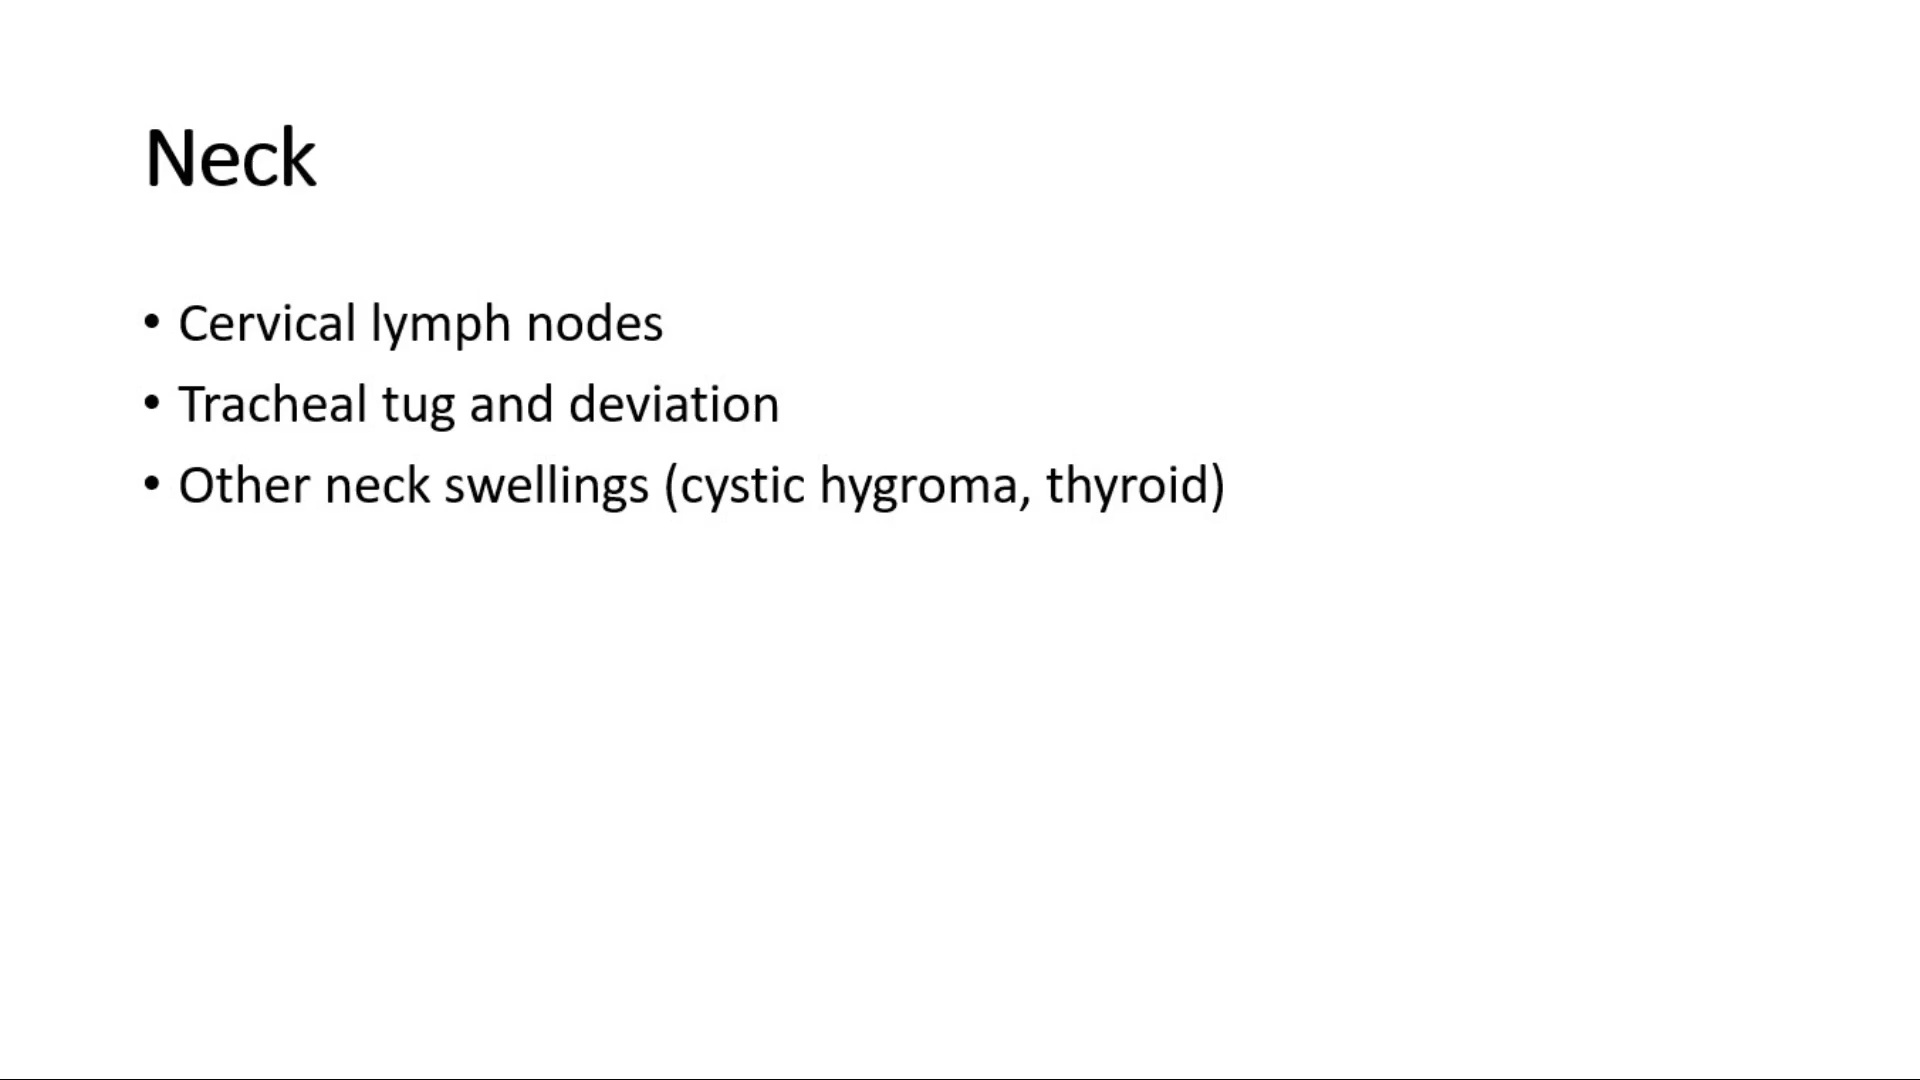 Neck
• Cervical lymph nodes
• Tracheal tug and deviation
• Other neck swellings (cystic hygroma, thyroid)